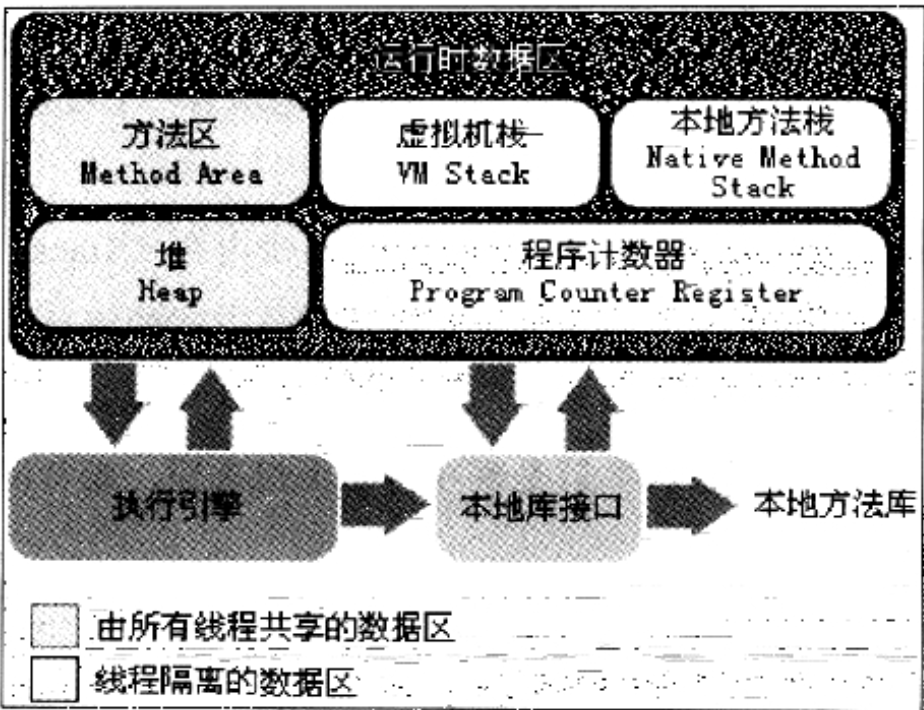 运行时数据区
方法区
Method Area
虚拟机栈
VM Stack
本地方法栈
Native Method
Stack
堆
Heap
程序计数器
Program Counter Register
执行引擎
本地库接口
本地方法库
由所有线程共享的数据区
线程隔离的数据区